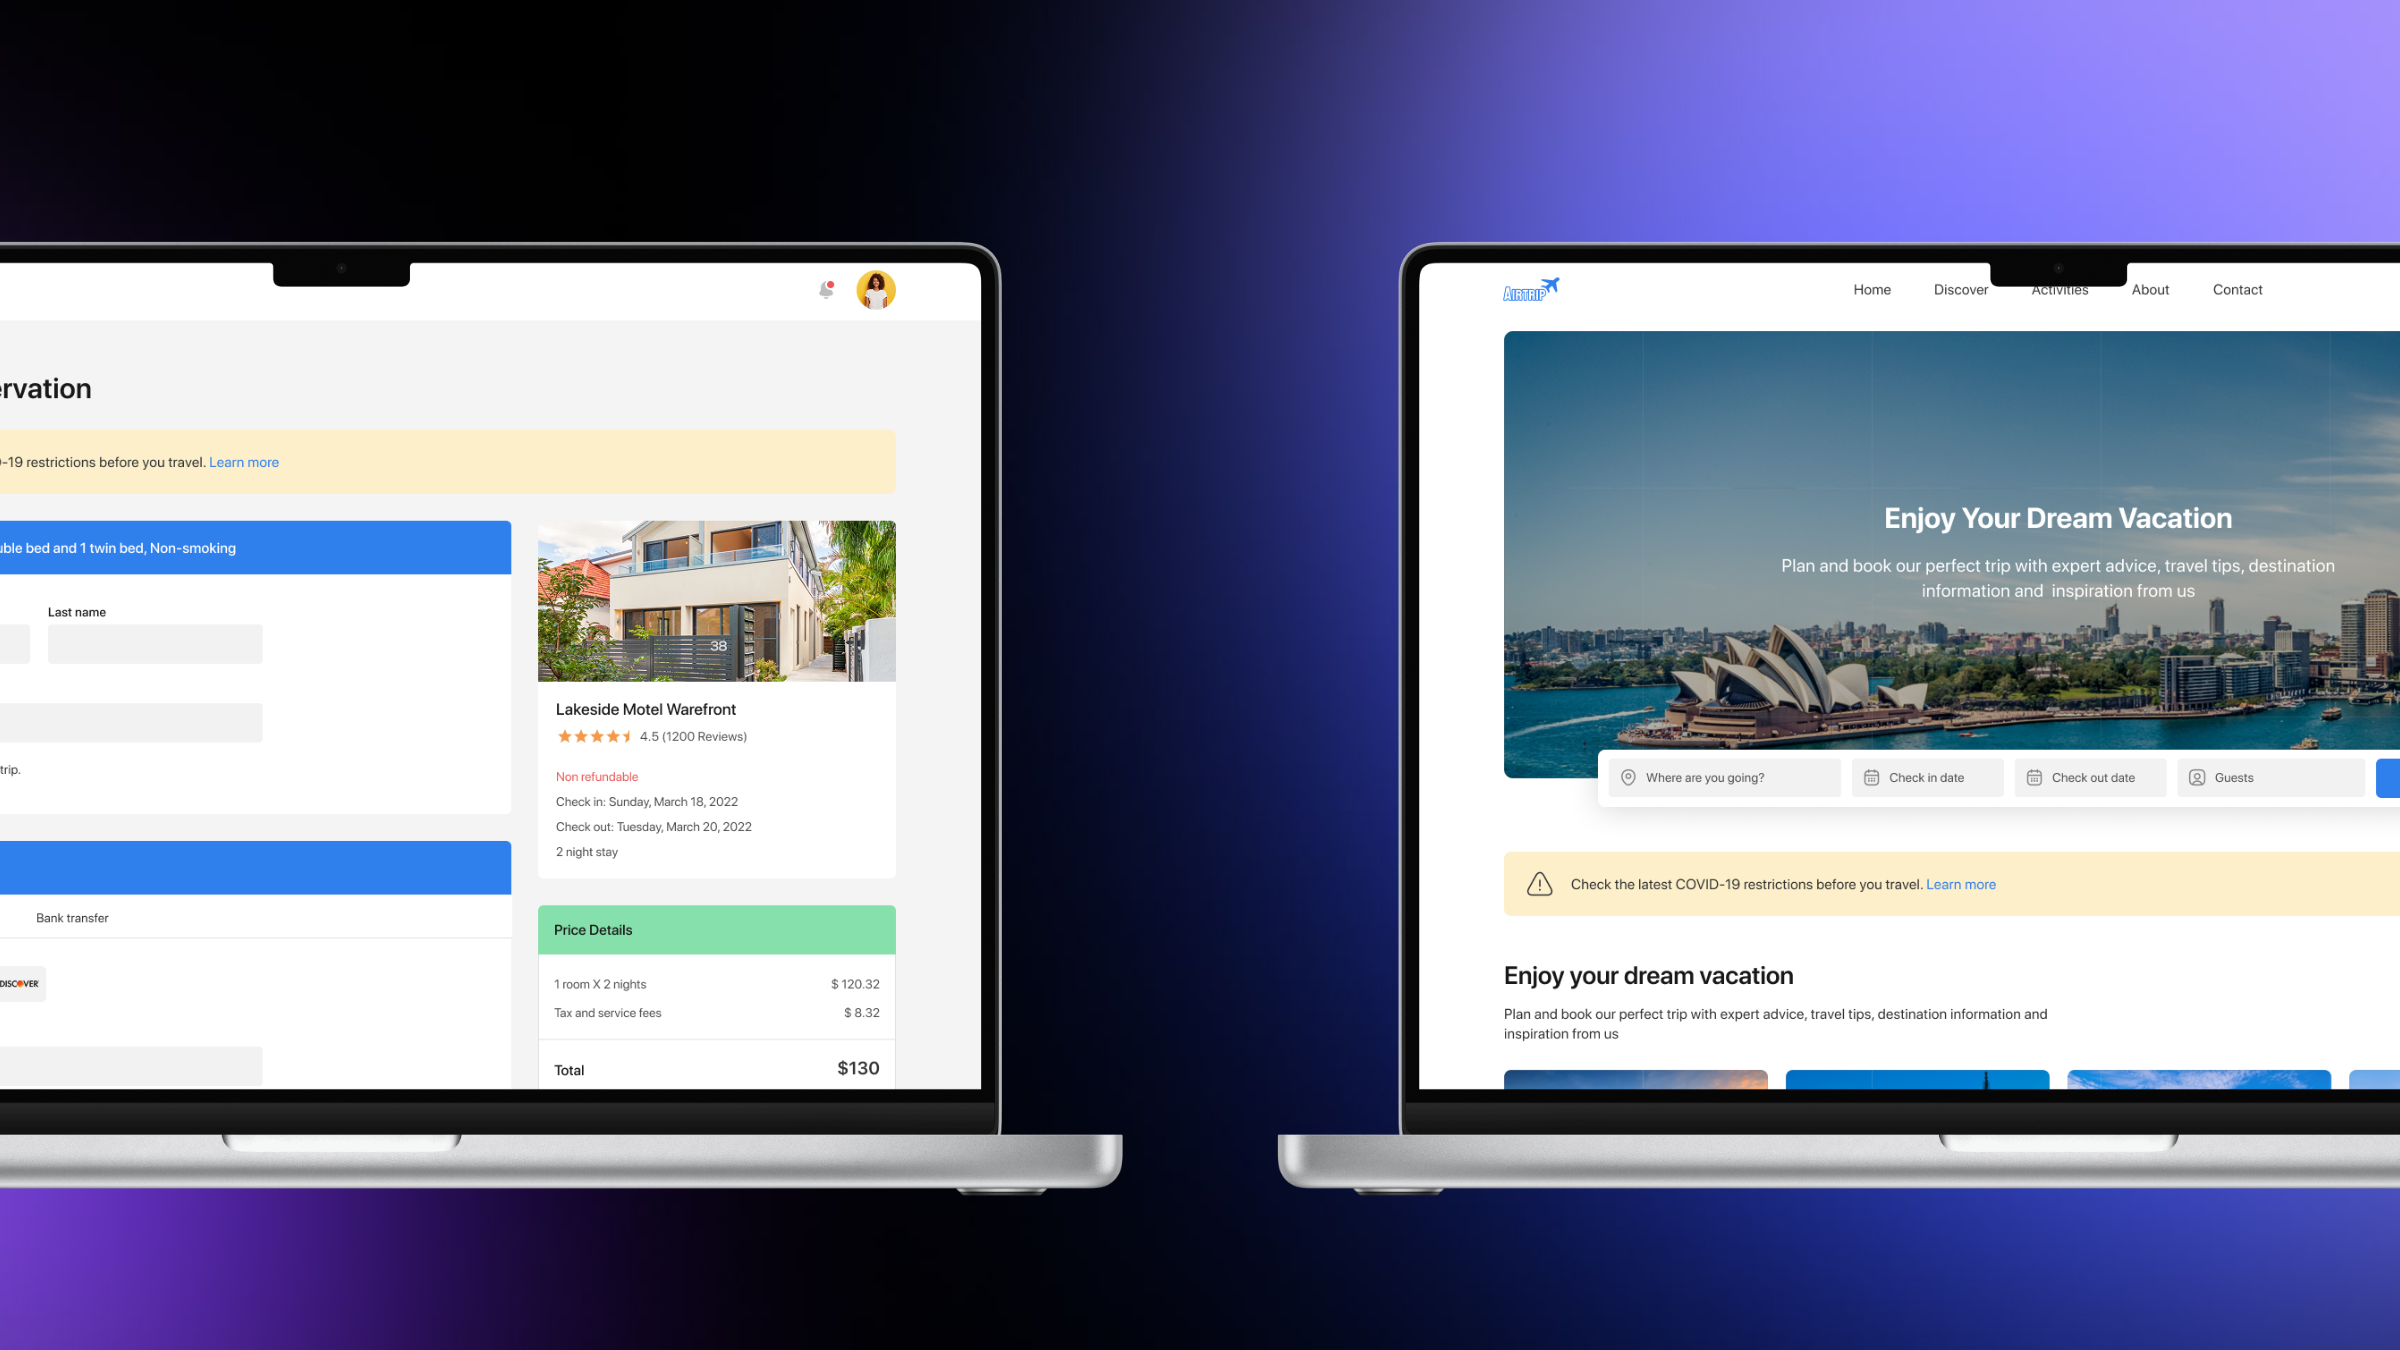 ervation
-19 restrictions before you travel. Learn more
uble bed and 1 twin bed, Non-smoking
Last name
trip.
Bank transfer
DISCOVER
38
Lakeside Motel Warefront
4.5 (1200 Reviews)
Non refundable
Check in: Sunday, March 18, 2022
Check out: Tuesday, March 20, 2022
2 night stay
Price Details
1 room X 2 nights $ 120.32
Tax and service fees $ 8.32
Total $130
AIRTRIP
Home Discover Activities About Contact
Enjoy Your Dream Vacation
Plan and book our perfect trip with expert advice, travel tips, destination
information and inspiration from us
Where are you going? Check in date Check out date Guests
Check the latest COVID-19 restrictions before you travel. Learn more
Enjoy your dream vacation
Plan and book our perfect trip with expert advice, travel tips, destination information and
inspiration from us